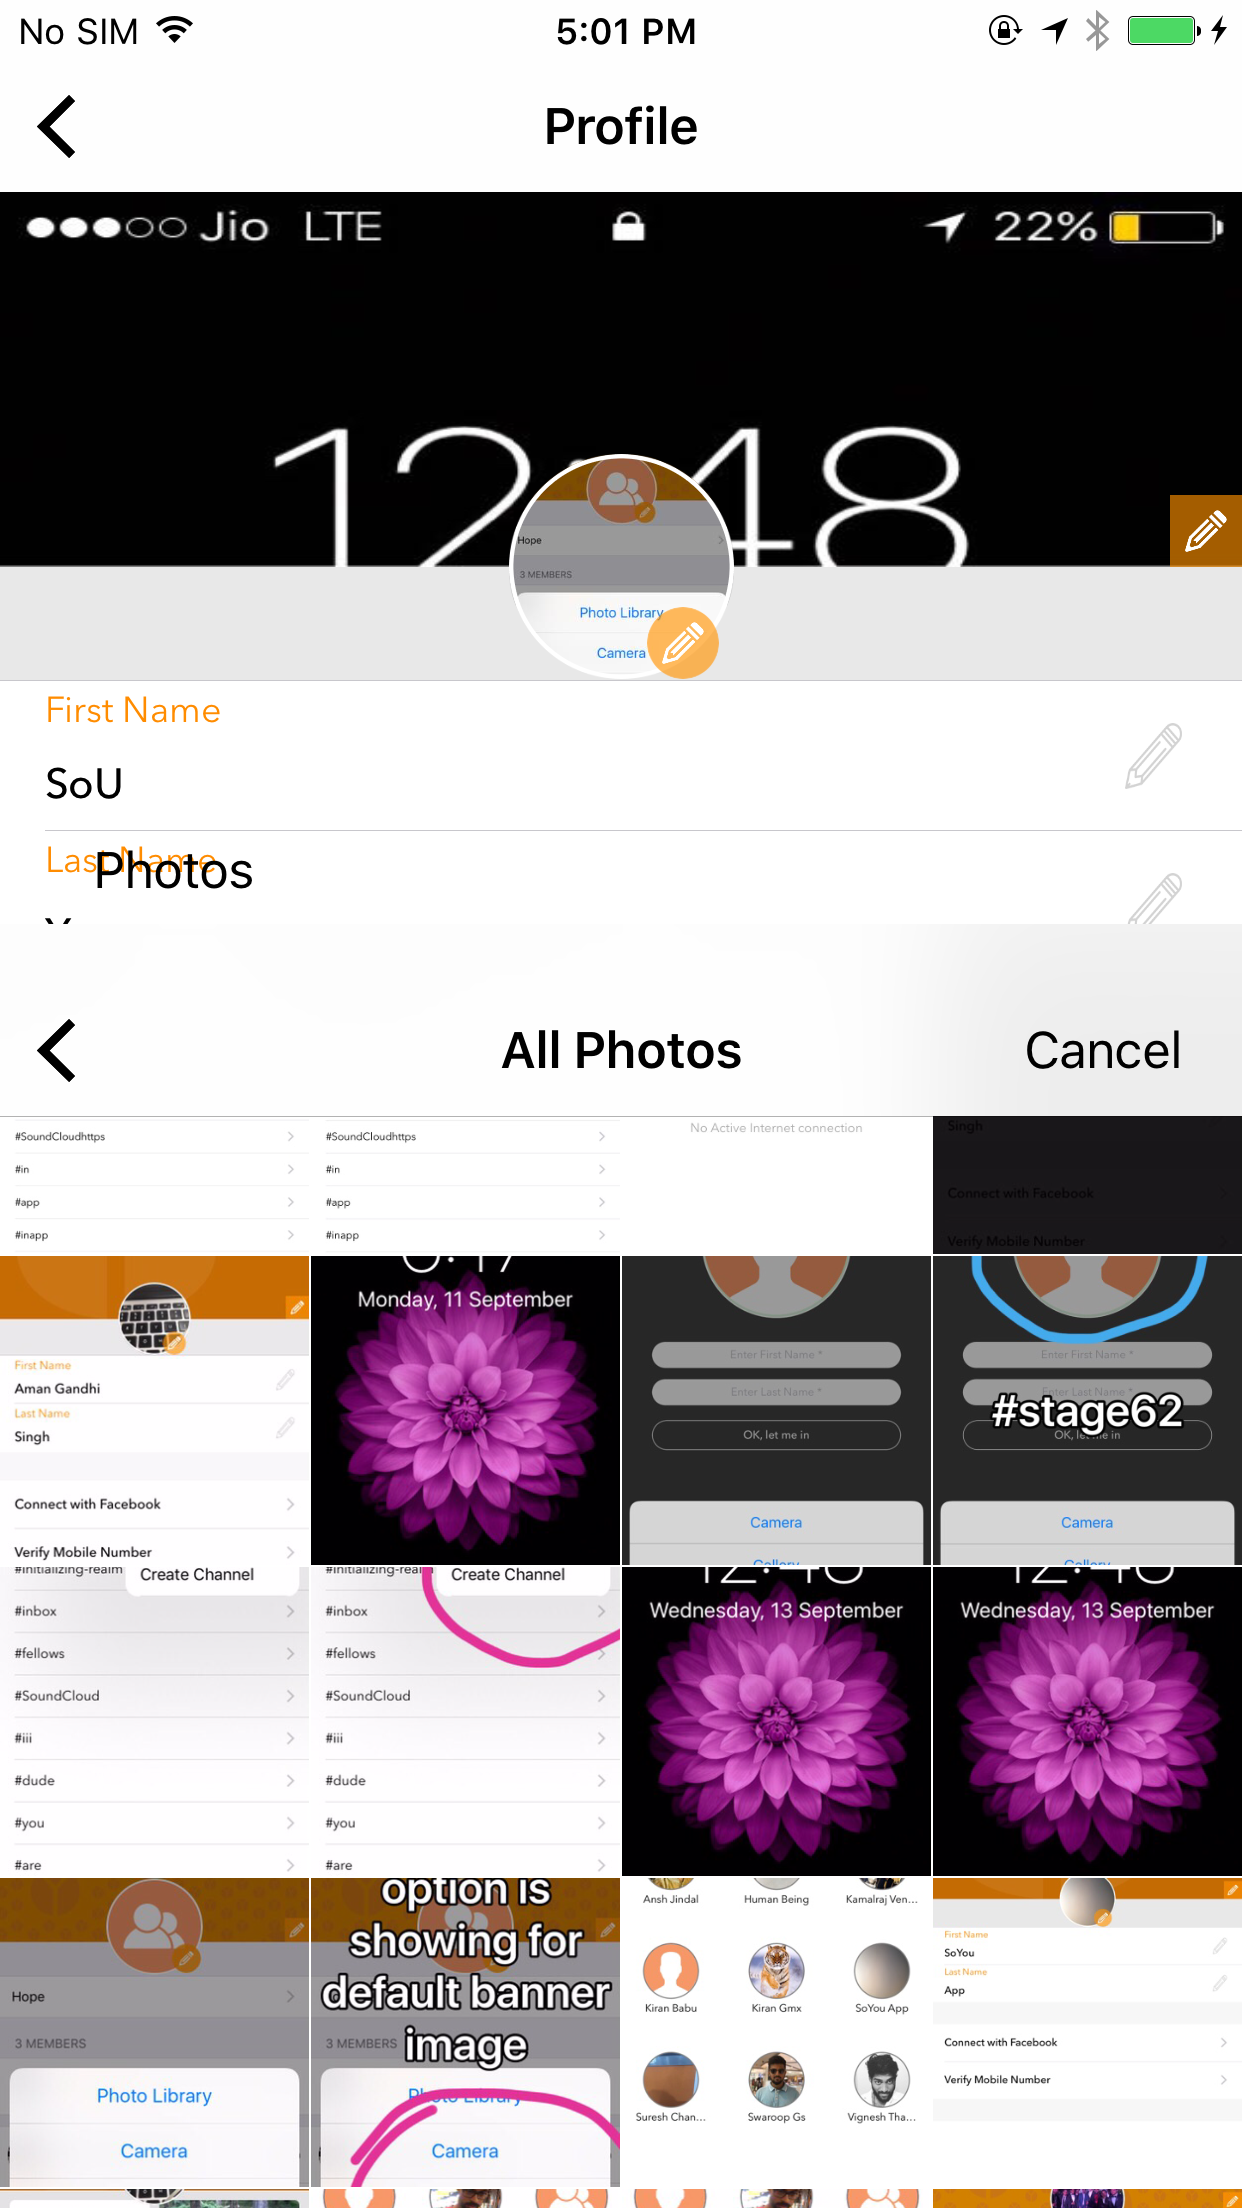 No SIM 5:01 PM
Profile
Jio LTE 22%
12:48
Hope
3 MEMBERS
Photo Library
Camera
First Name
SoU
Last Name
Photos
All Photos Cancel
#SoundCloudhttps
#in
#app
#inapp
#SoundCloudhttps
#in
#app
#inapp
No Active Internet connection
Singh
Connect with Facebook
Verify Mobile Number
First Name
Aman Gandhi
Last Name
Singh
Connect with Facebook
Verify Mobile Number
Monday, 11 September
Enter First Name *
Enter Last Name *
OK, let me in
Camera
Gallery
Enter First Name *
Enter Last Name *
#stage62
OK, let me in
Camera
Gallery
#initializing-realm
Create Channel
#inbox
#fellows
#SoundCloud
#iii
#dude
#you
#are
#initializing-realm
Create Channel
#inbox
#fellows
#SoundCloud
#iii
#dude
#you
#are
12:48
Wednesday, 13 September
12:48
Wednesday, 13 September
Hope
3 MEMBERS
Photo Library
Camera
option is
showing for
default banner
image
3 MEMBERS
Photo Library
Camera
Ansh Jindal Human Being Kamalraj Ven...
Kiran Babu Kiran Gmx SoYou App
Suresh Chan... Swaroop Gs Vignesh Tha...
First Name
SoYou
Last Name
App
Connect with Facebook
Verify Mobile Number